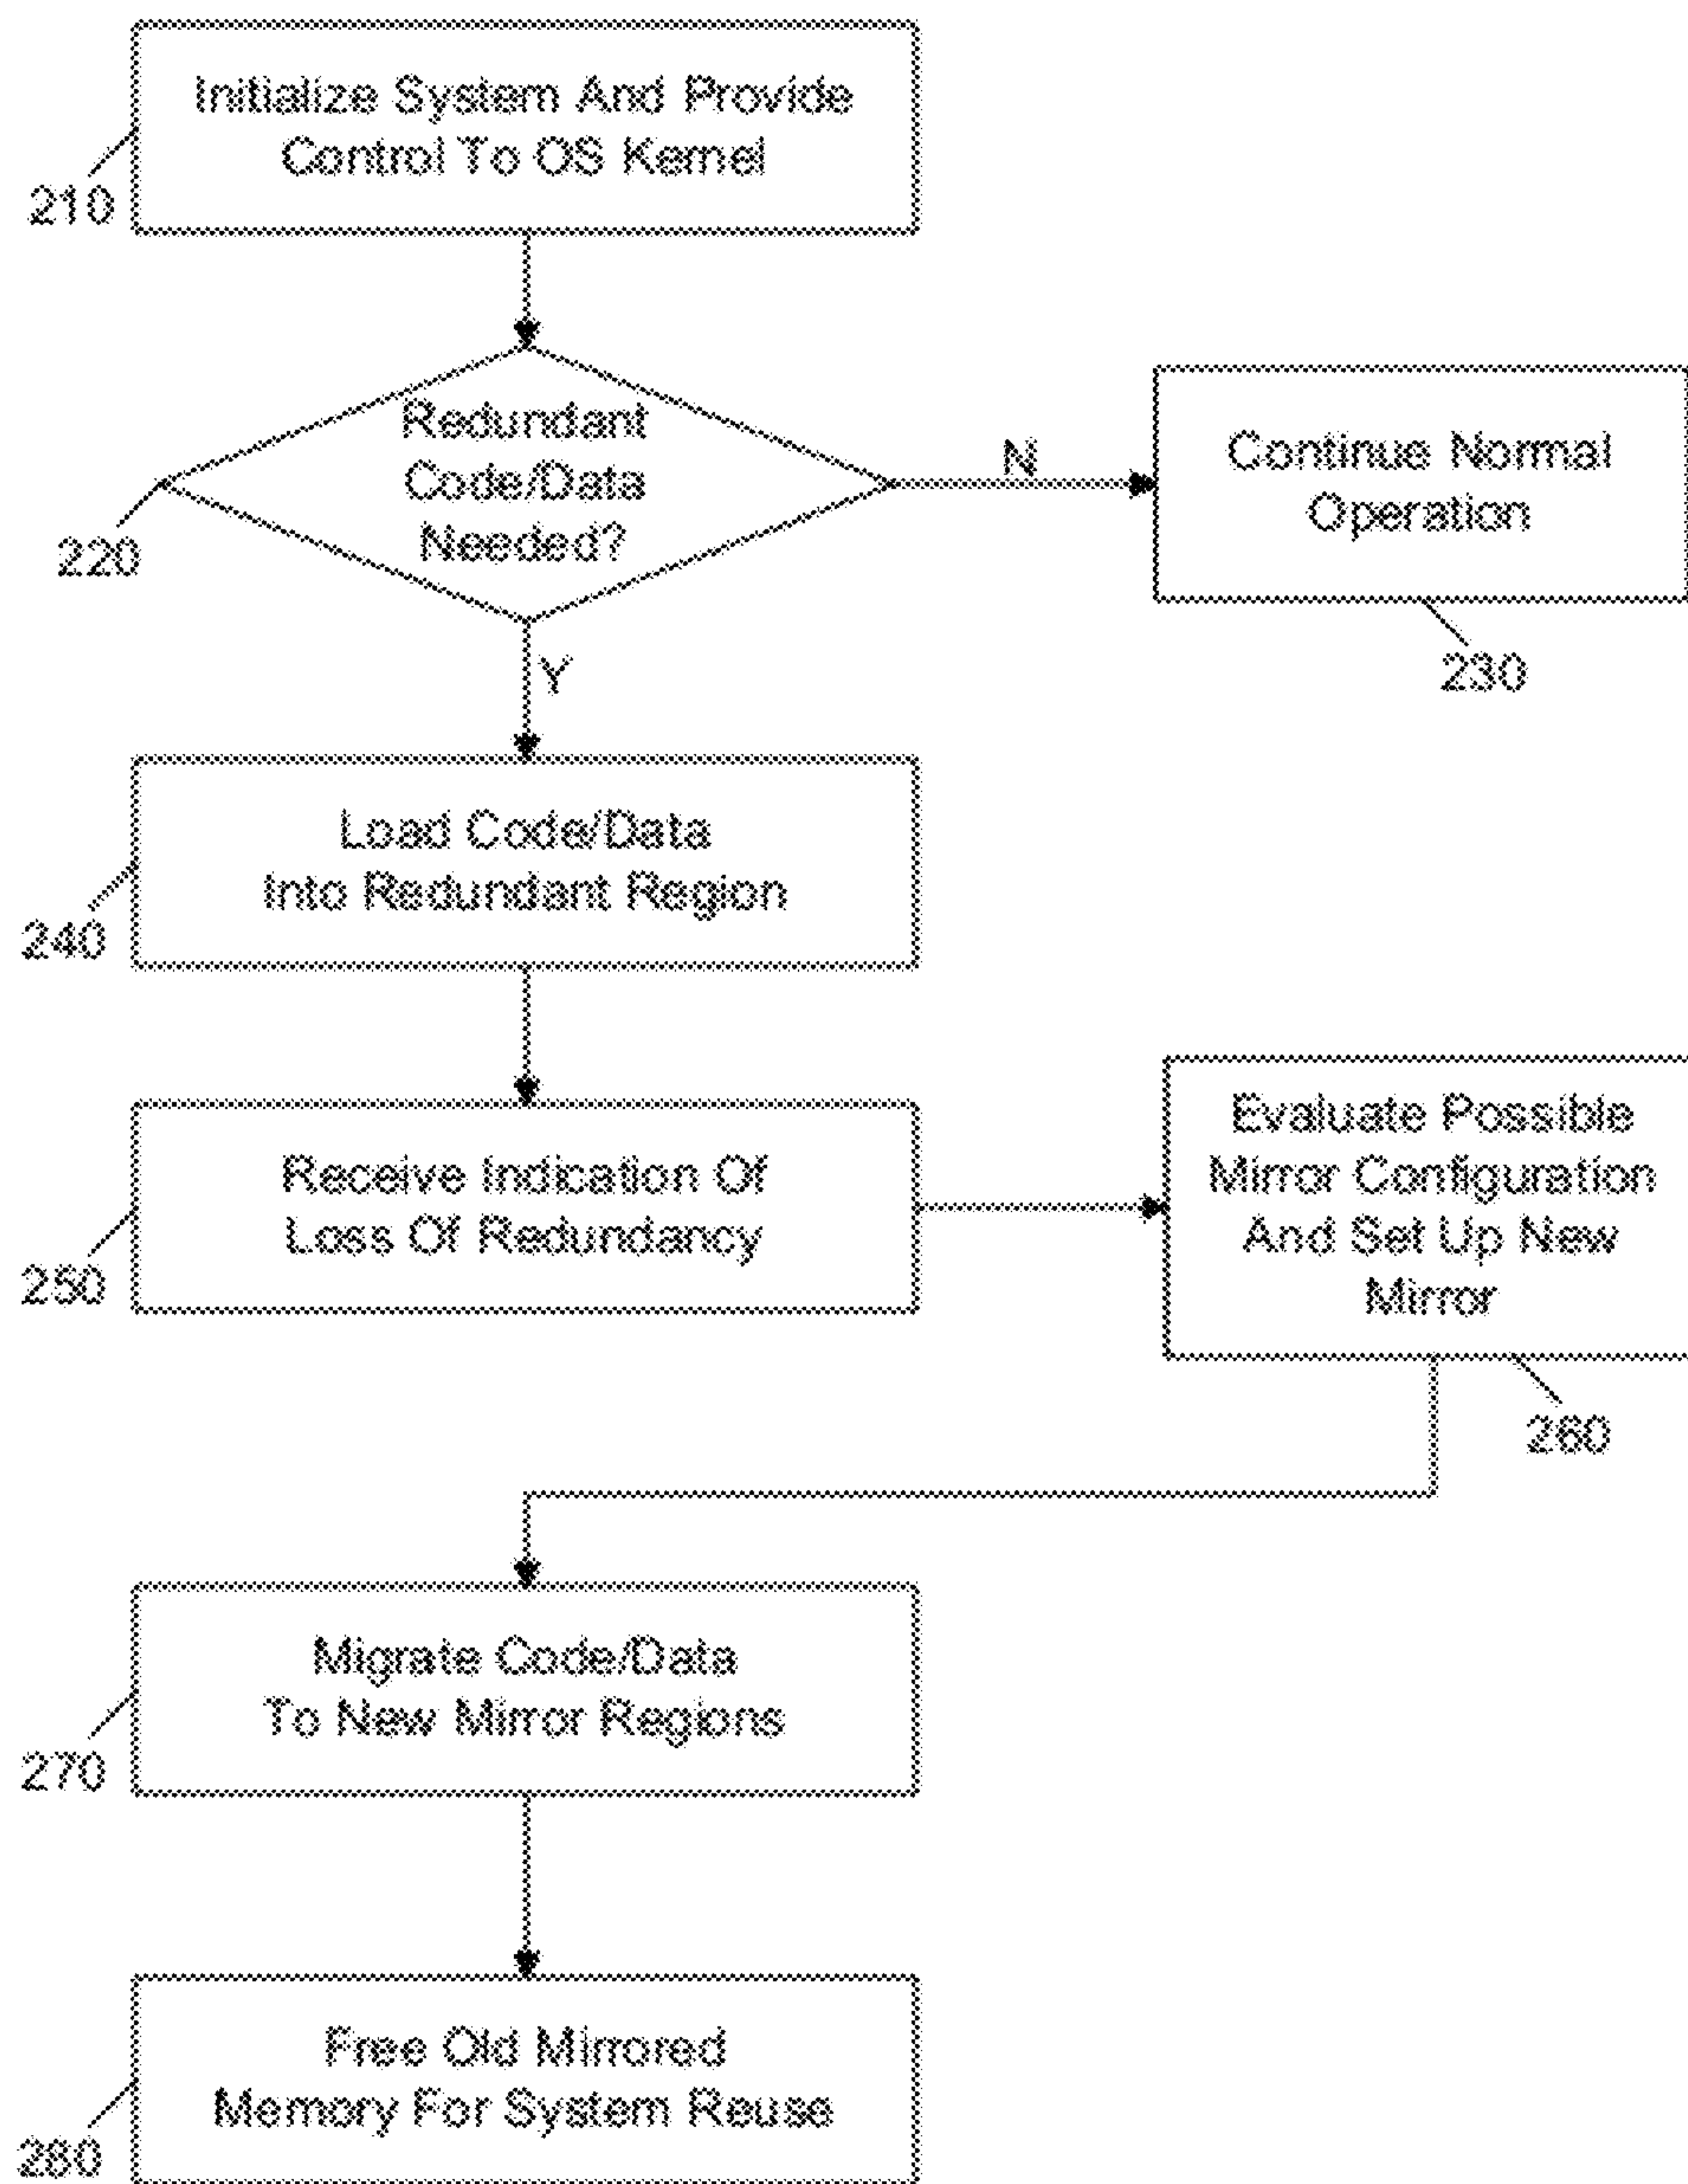 Initialize System And Provide
Control To OS Kernel
210
Redundant
Code/Data
Needed?
220
N
Continue Normal
Operation
230
Y
Load Code/Data
Into Redundant Region
240
Receive Indication Of
Loss Of Redundancy
250
Evaluate Possible
Mirror Configuration
And Set Up New
Mirror
260
Migrate Code/Data
To New Mirror Regions
270
Free Old Mirrored
Memory For System Reuse
280